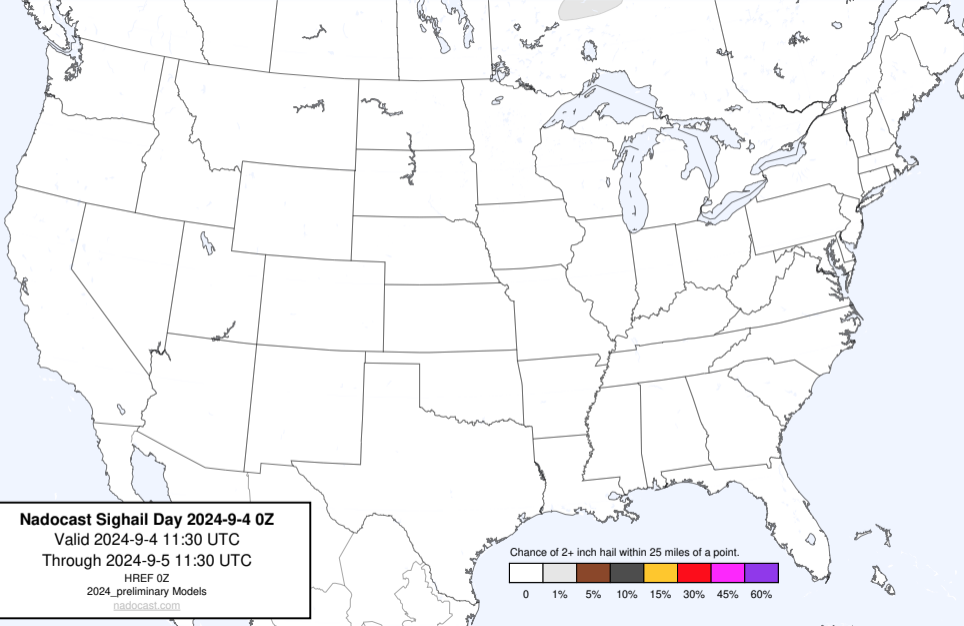 Nadocast Sighail Day 2024-9-4 0Z
Valid 2024-9-4 11:30 UTC
Through 2024-9-5 11:30 UTC
HREF 0Z
2024_preliminary Models
nadocast.com
Chance of 2+ inch hail within 25 miles of a point.
0 1% 5% 10% 15% 30% 45% 60%